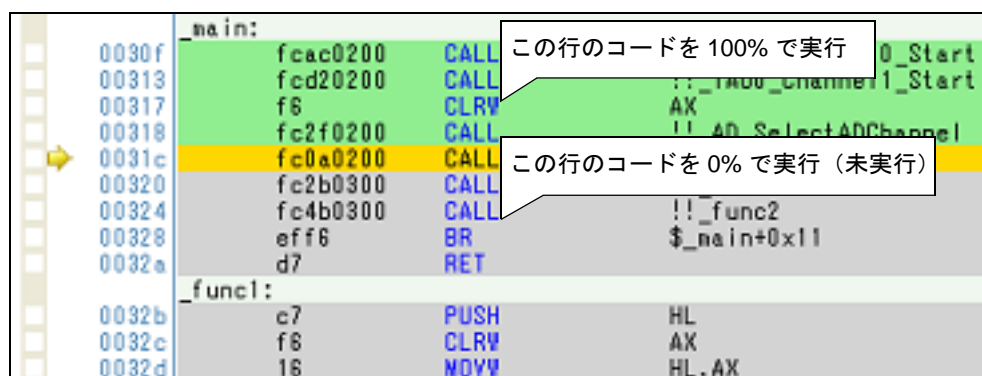 _main:
0030f fcac0200 CALL 0_Start
00313 fcd20200 CALL !!_TAU0_Channel1_Start
00317 f6 CLRW AX
00318 fc2f0200 CALL !!_AD_SelectADChannel
0031c fc0a0200 CALL
00320 fc2b0300 CALL
00324 fc4b0300 CALL !!_func2
00328 eff6 BR $_main+0x11
0032a d7 RET
_func1:
0032b c7 PUSH HL
0032c f6 CLRW AX
0032d 16 MOVW HL,AX
この行のコードを 100% で実行
この行のコードを 0% で実行（未実行）